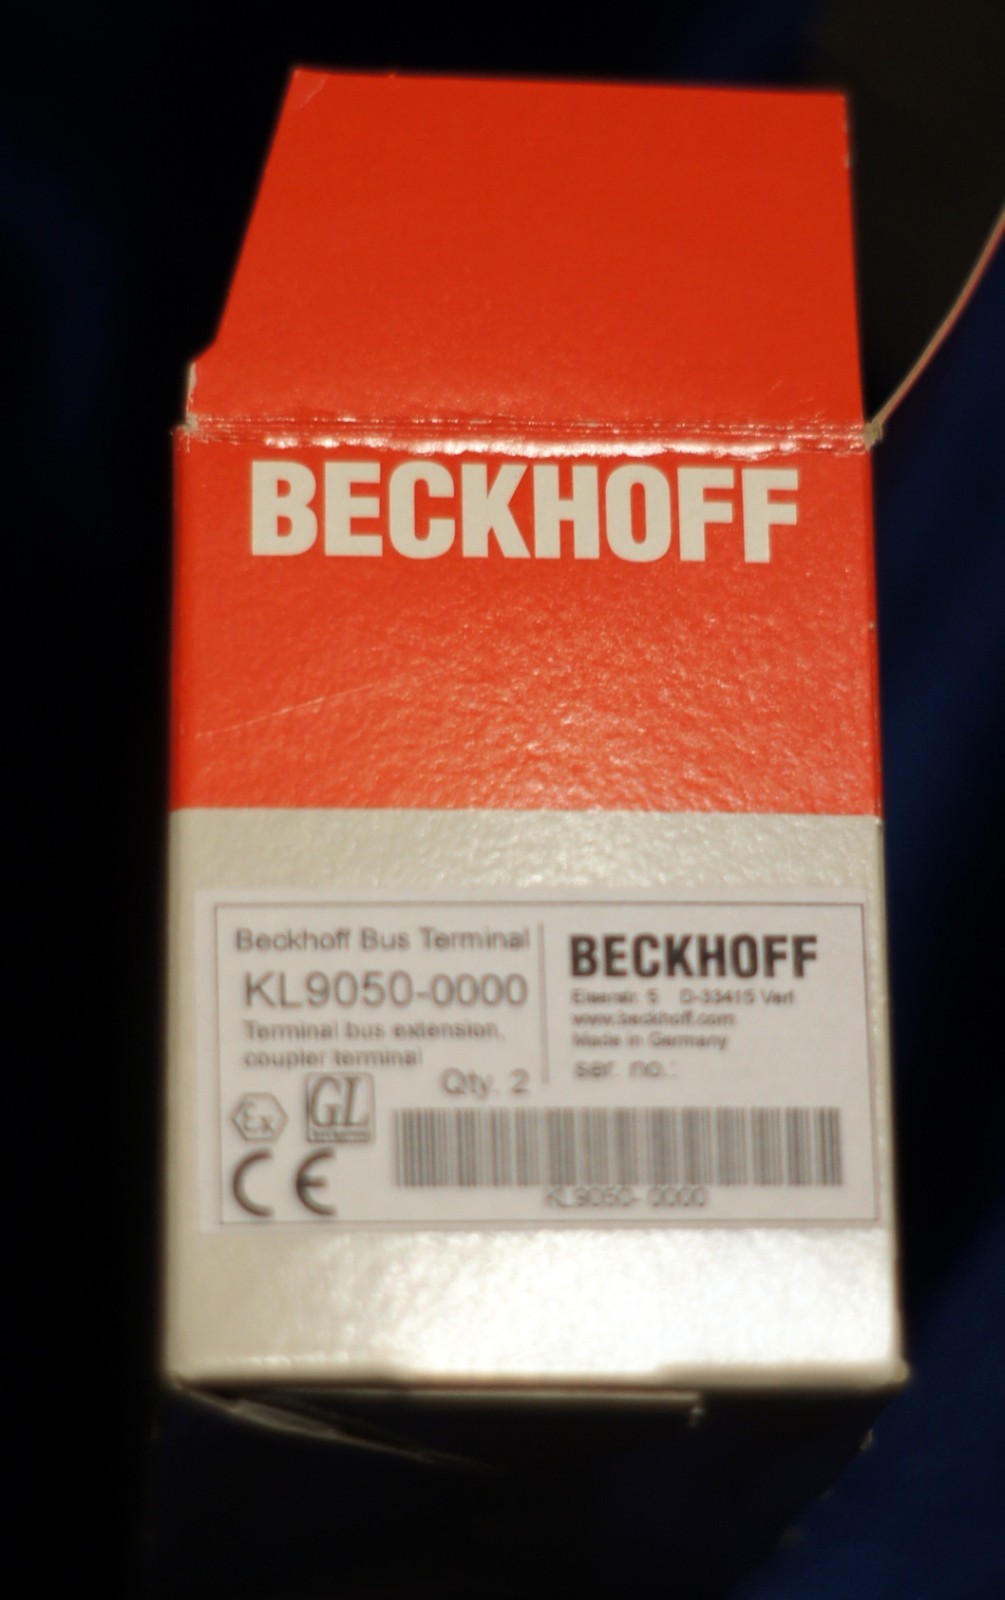 BECKHOFF
Beckhoff Bus Terminal
KL9050-0000
Terminal bus extension,
coupler terminal
Qty. 2
BECKHOFF
Eiserstr. 5 D-33415 Verl
www.beckhoff.com
Made in Germany
ser. no.:
Ex
GL
CE
KL9050-0000